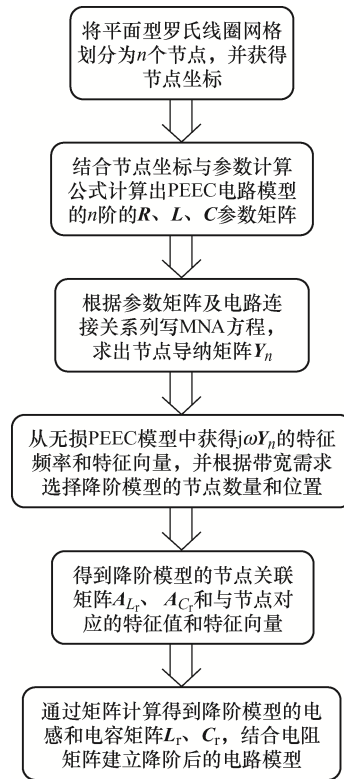 将平面型罗氏线圈网格
划分为n个节点，并获得
节点坐标
结合节点坐标与参数计算
公式计算出PEEC电路模型
的n阶的R、L、C参数矩阵
根据参数矩阵及电路连
接关系列写MNA方程，
求出节点导纳矩阵Yn
从无损PEEC模型中获得jωYn的特征
频率和特征向量，并根据带宽需求
选择降阶模型的节点数量和位置
得到降阶模型的节点关联
矩阵ALr、ACr和与节点对
应的特征值和特征向量
通过矩阵计算得到降阶模型的电
感和电容矩阵Lr、Cr，结合电阻
矩阵建立降阶后的电路模型